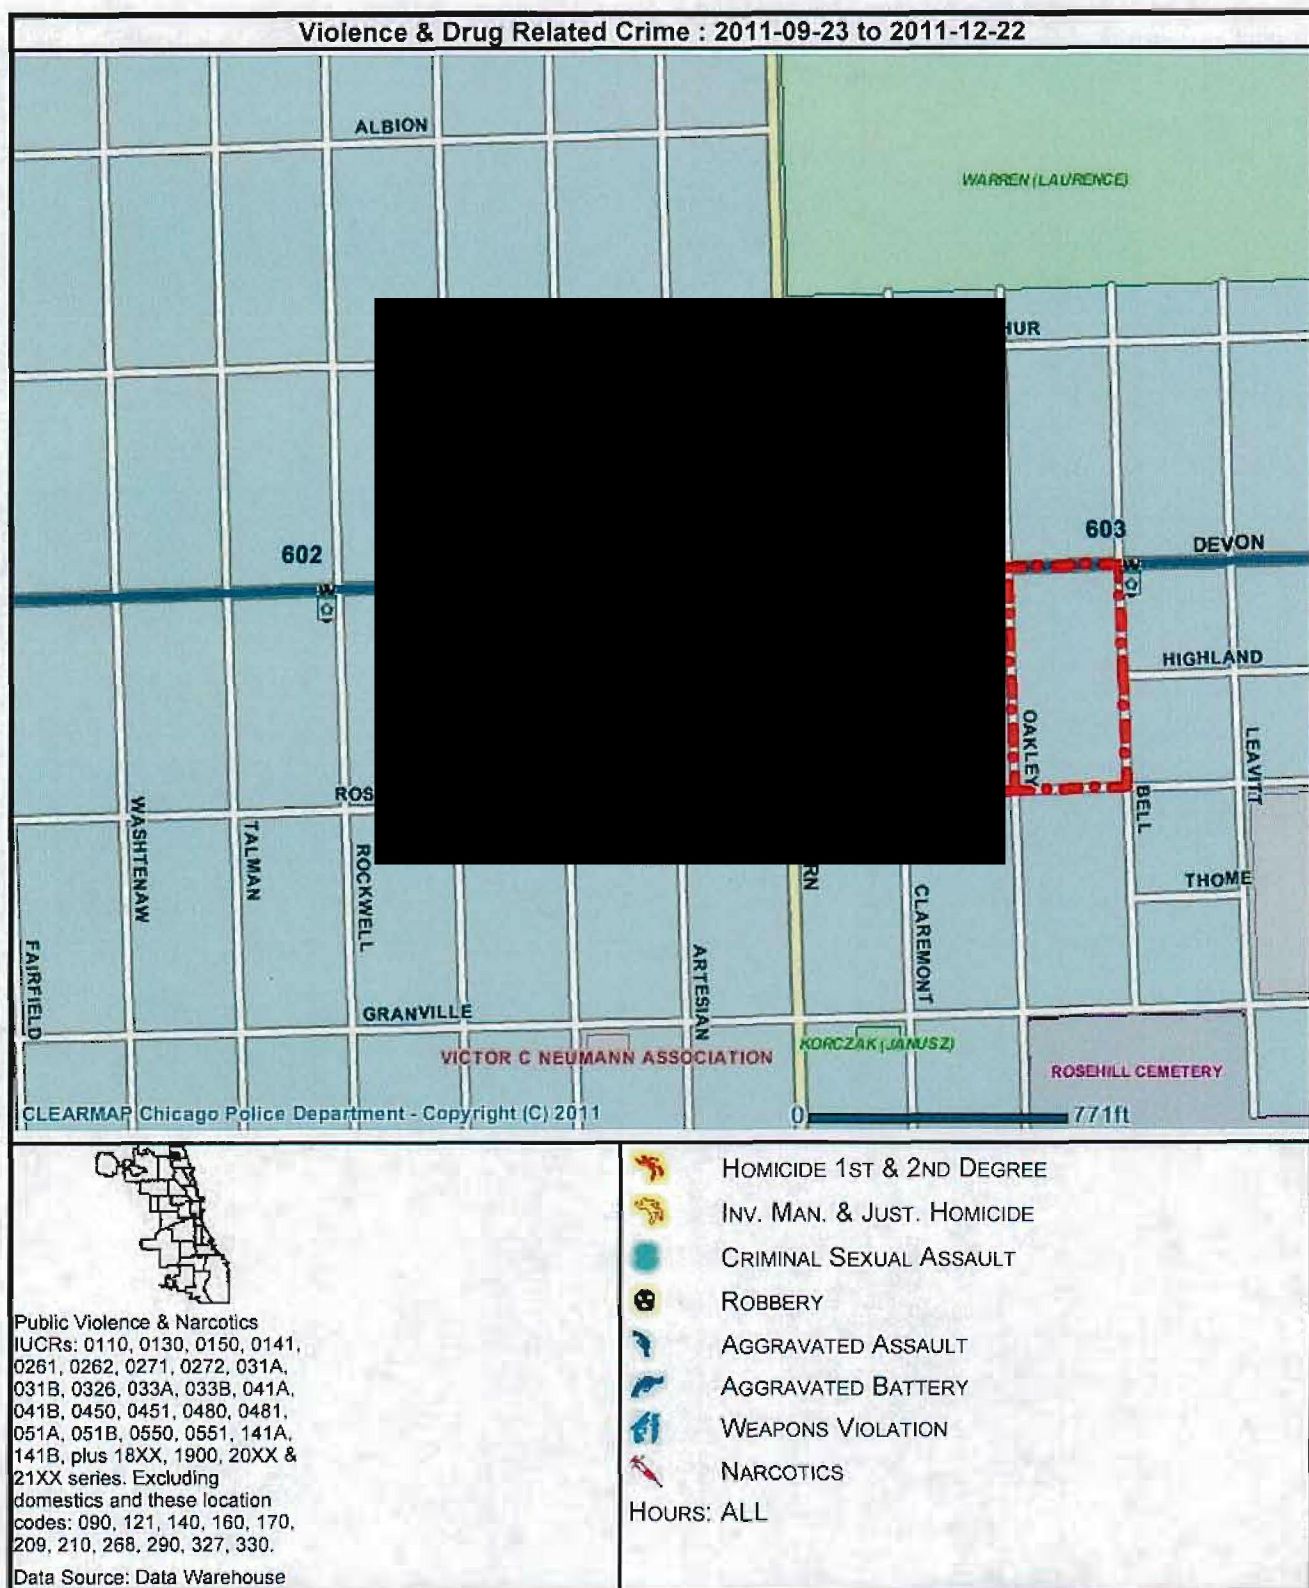 Violence & Drug Related Crime : 2011-09-23 to 2011-12-22
ALBION
WARREN (LAURENCE)
HUR
603
602
DEVON
HIGHLAND
OAKLEY
LEAVITT
ROS
BELL
WASHTENAW
TALMAN
ROCKWELL
RN
THOME
CLAREMONT
FAIRFIELD
ARTESIAN
GRANVILLE
VICTOR C NEUMANN ASSOCIATION
KORCZAK (JANUSZ)
ROSEHILL CEMETERY
CLEARMAP Chicago Police Department - Copyright (C) 2011
0 771ft
Public Violence & Narcotics
IUCRs: 0110, 0130, 0150, 0141,
0261, 0262, 0271, 0272, 031A,
031B, 0326, 033A, 033B, 041A,
041B, 0450, 0451, 0480, 0481,
051A, 051B, 0550, 0551, 141A,
141B, plus 18XX, 1900, 20XX &
21XX series. Excluding
domestics and these location
codes: 090, 121, 140, 160, 170,
209, 210, 268, 290, 327, 330.
Data Source: Data Warehouse
HOMICIDE 1ST & 2ND DEGREE
INV. MAN. & JUST. HOMICIDE
CRIMINAL SEXUAL ASSAULT
ROBBERY
AGGRAVATED ASSAULT
AGGRAVATED BATTERY
WEAPONS VIOLATION
NARCOTICS
HOURS: ALL